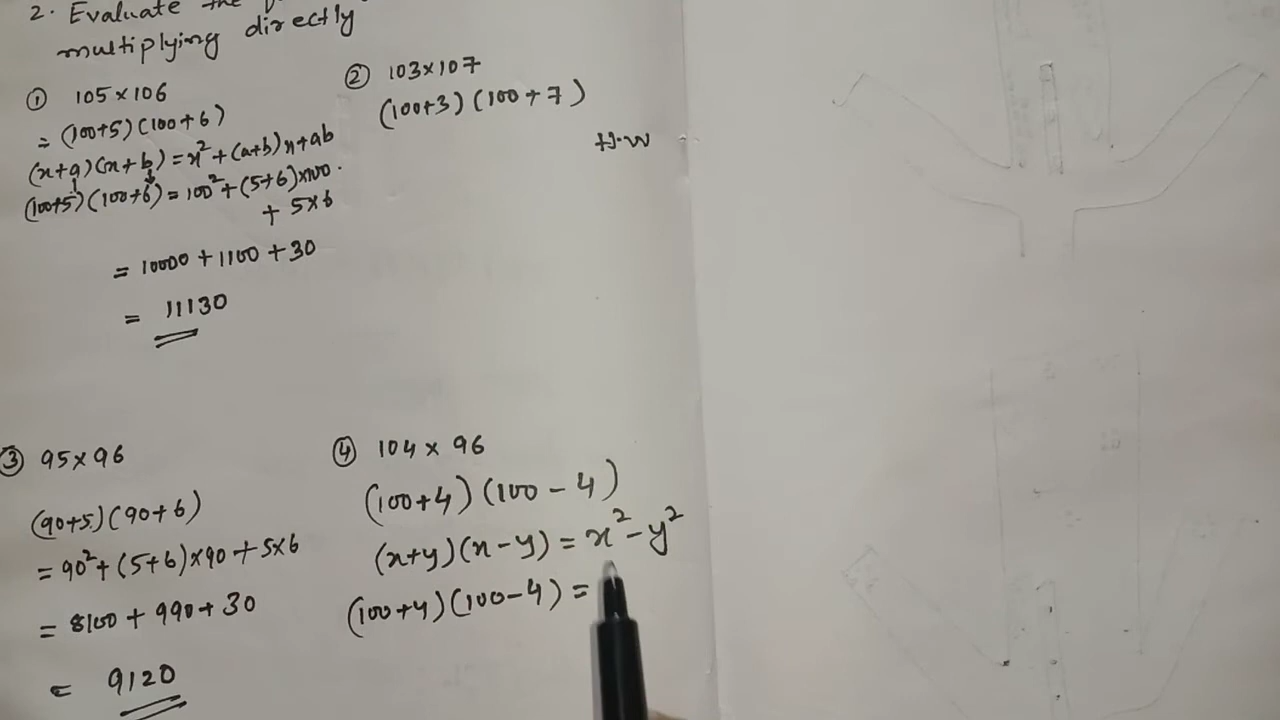 2. Evaluate the
multiplying directly
① 105 × 106
= (100+5) (100+6)
(x+a)(x+b) = x² + (a+b)x + ab
(100+5)(100+6) = 100² + (5+6)×100.
+ 5×6
= 10000 + 1100 + 30
= 11130
② 103×107
(100+3) (100+7)
H.W
③ 95×96
(90+5)(90+6)
= 90² + (5+6)×90 + 5×6
= 8100 + 990 + 30
= 9120
④ 104 × 96
(100+4) (100-4)
(x+y)(x-y) = x² - y²
(100+4)(100-4) =